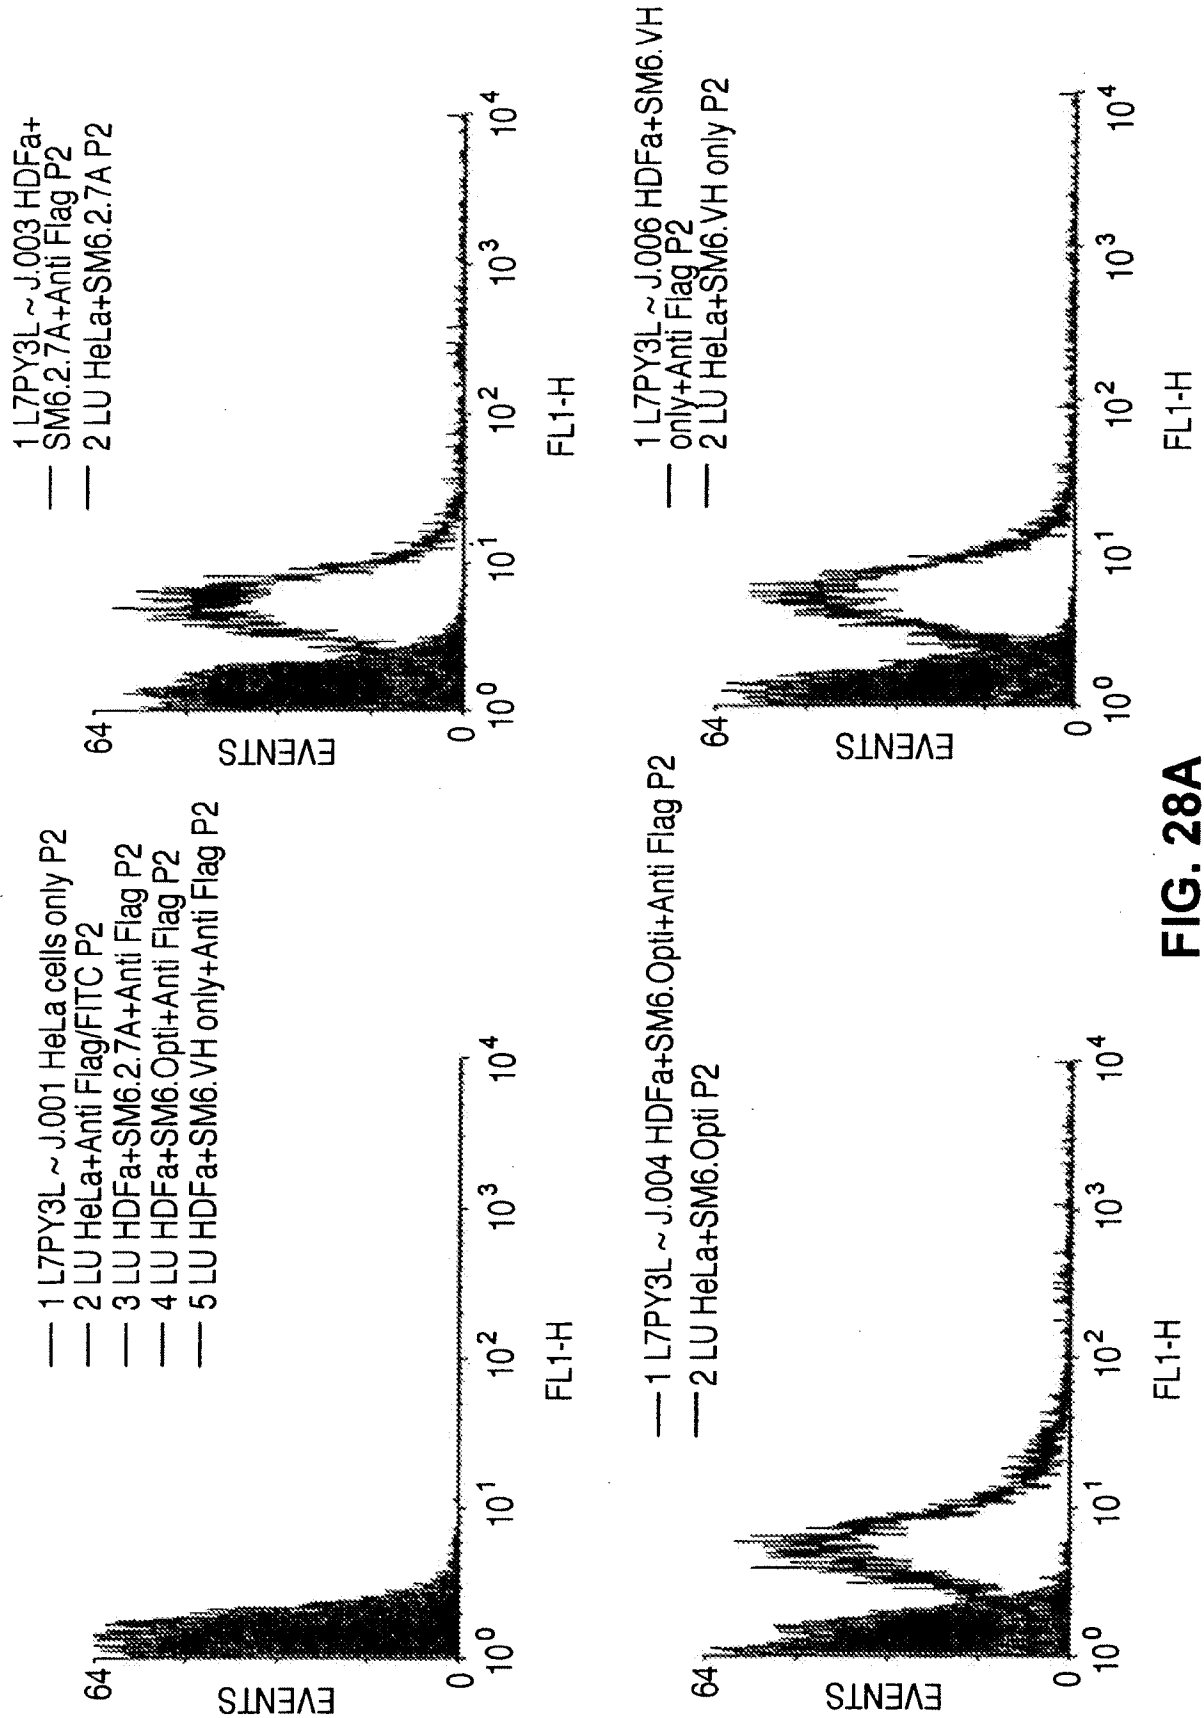 — 1 L7PY3L ~ J.001 HeLa cells only P2
— 2 LU HeLa+Anti Flag/FITC P2
— 3 LU HDFa+SM6.2.7A+Anti Flag P2
— 4 LU HDFa+SM6.Opti+Anti Flag P2
— 5 LU HDFa+SM6.VH only+Anti Flag P2
64
EVENTS
0
10⁰ 10¹ 10² 10³ 10⁴
FL1-H
— 1 L7PY3L ~ J.003 HDFa+
SM6.2.7A+Anti Flag P2
— 2 LU HeLa+SM6.2.7A P2
64
EVENTS
0
10⁰ 10¹ 10² 10³ 10⁴
FL1-H
— 1 L7PY3L ~ J.004 HDFa+SM6.Opti+Anti Flag P2
— 2 LU HeLa+SM6.Opti P2
64
EVENTS
0
10⁰ 10¹ 10² 10³ 10⁴
FL1-H
— 1 L7PY3L ~ J.006 HDFa+SM6.VH
only+Anti Flag P2
— 2 LU HeLa+SM6.VH only P2
64
EVENTS
0
10⁰ 10¹ 10² 10³ 10⁴
FL1-H
FIG. 28A